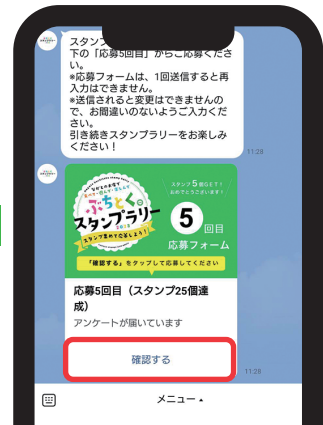 スタンプ
下の「応募5回目」からご応募ください。
い。
※応募フォームは、1回送信すると再
入力はできません。
※送信されると変更はできませんの
で、お間違いのないようご入力くだ
さい。
引き続きスタンプラリーをお楽しみ
ください！
11:28
ぷちとく
スタンプラリー
スタンプ集めて応募しよう！
スタンプ5個GET！
おめでとうございます！
5回目
応募フォーム
「確認する」をタップして応募してください
応募5回目（スタンプ25個達
成）
アンケートが届いています
確認する
11:28
メニュー